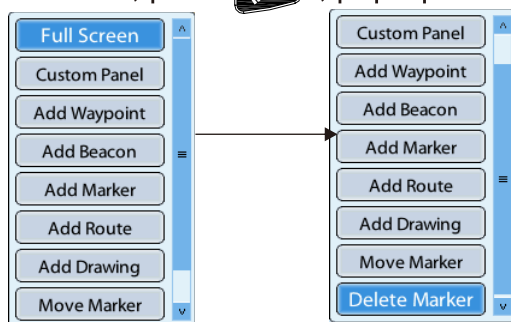 Full Screen
Custom Panel
Add Waypoint
Add Beacon
Add Marker
Add Route
Add Drawing
Move Marker
Custom Panel
Add Waypoint
Add Beacon
Add Marker
Add Route
Add Drawing
Move Marker
Delete Marker